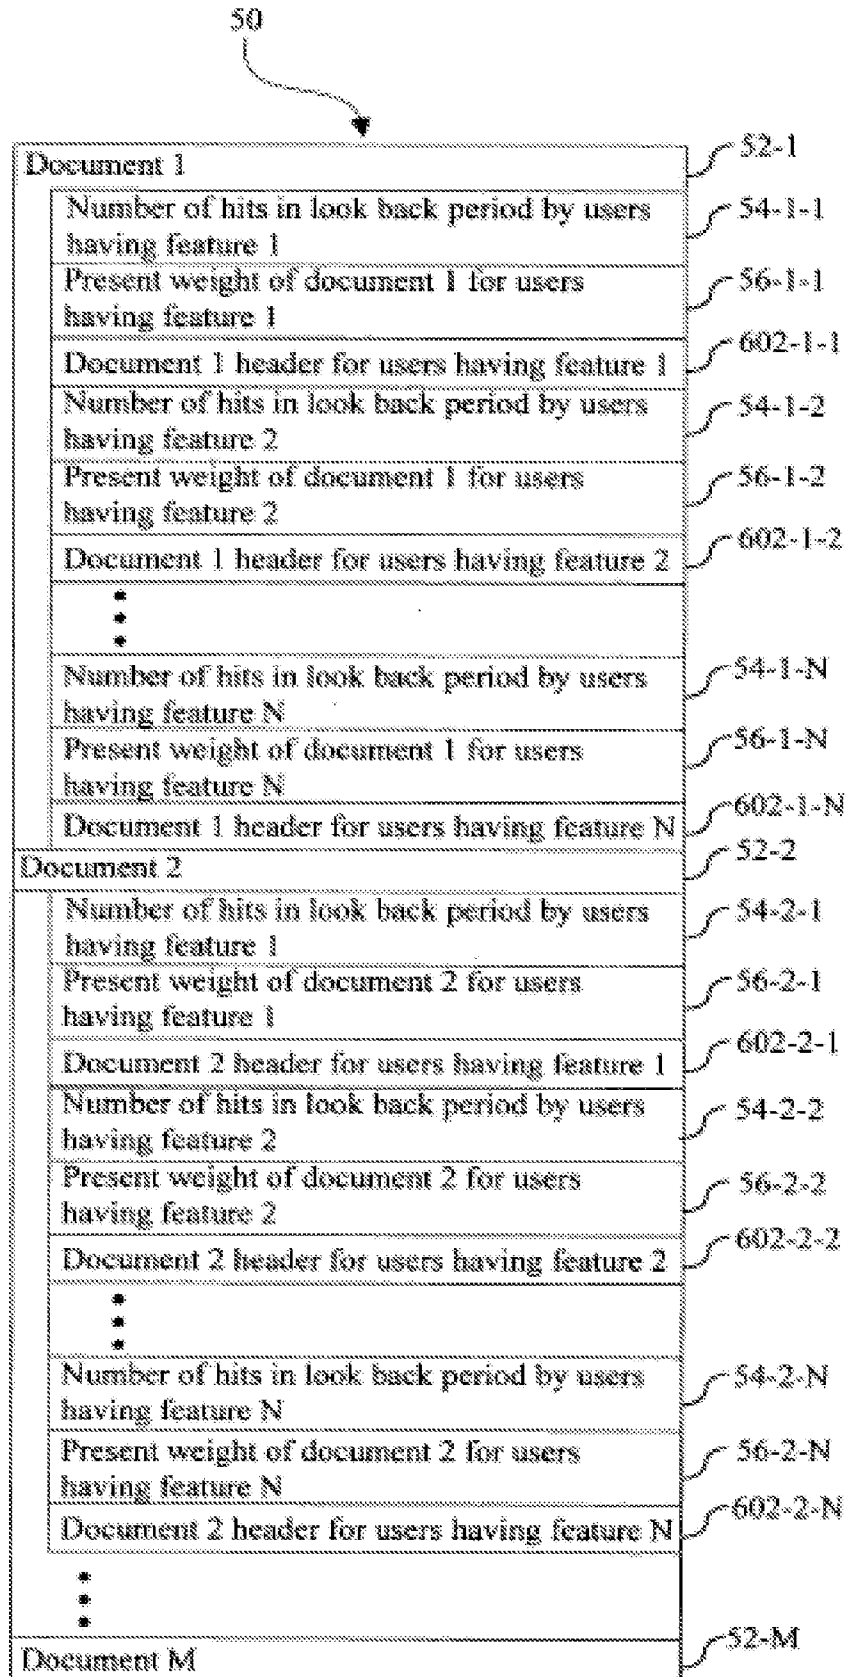 50
Document 1
52-1
Number of hits in look back period by users
having feature 1
54-1-1
Present weight of document 1 for users
having feature 1
56-1-1
Document 1 header for users having feature 1
602-1-1
Number of hits in look back period by users
having feature 2
54-1-2
Present weight of document 1 for users
having feature 2
56-1-2
Document 1 header for users having feature 2
602-1-2
Number of hits in look back period by users
having feature N
54-1-N
Present weight of document 1 for users
having feature N
56-1-N
Document 1 header for users having feature N
602-1-N
Document 2
52-2
Number of hits in look back period by users
having feature 1
54-2-1
Present weight of document 2 for users
having feature 1
56-2-1
Document 2 header for users having feature 1
602-2-1
Number of hits in look back period by users
having feature 2
54-2-2
Present weight of document 2 for users
having feature 2
56-2-2
Document 2 header for users having feature 2
602-2-2
Number of hits in look back period by users
having feature N
54-2-N
Present weight of document 2 for users
having feature N
56-2-N
Document 2 header for users having feature N
602-2-N
Document M
52-M